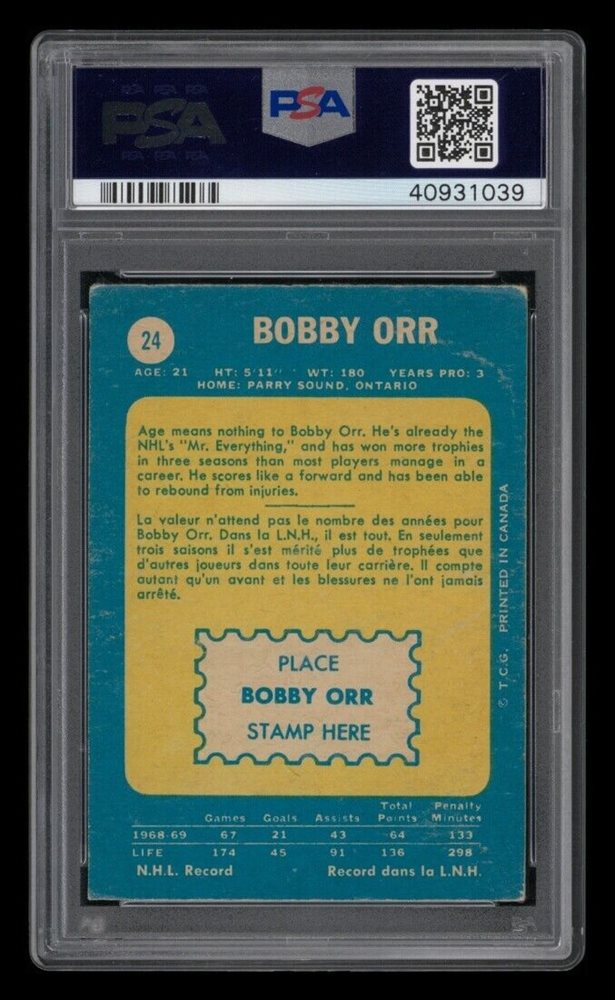 PSA PSA PSA
PSA
PSA PSA PSA
PSA
40931039
24
BOBBY ORR
AGE: 21 HT: 5'11" WT: 180 YEARS PRO: 3
HOME: PARRY SOUND, ONTARIO
Age means nothing to Bobby Orr. He's already the
NHL's "Mr. Everything," and has won more trophies
in three seasons than most players manage in a
career. He scores like a forward and has been able
to rebound from injuries.
La valeur n'attend pas le nombre des années pour
Bobby Orr. Dans la L.N.H., il est tout. En seulement
trois saisons il s'est mérité plus de trophées que
d'autres joueurs dans toute leur carrière. Il compte
autant qu'un avant et les blessures ne l'ont jamais
arrêté.
PLACE
BOBBY ORR
STAMP HERE
© T.C.G. PRINTED IN CANADA
Total Penalty
Games Goals Assists Points Minutes
1968-69 67 21 43 64 133
LIFE 174 45 91 136 298
N.H.L. Record Record dans la L.N.H.